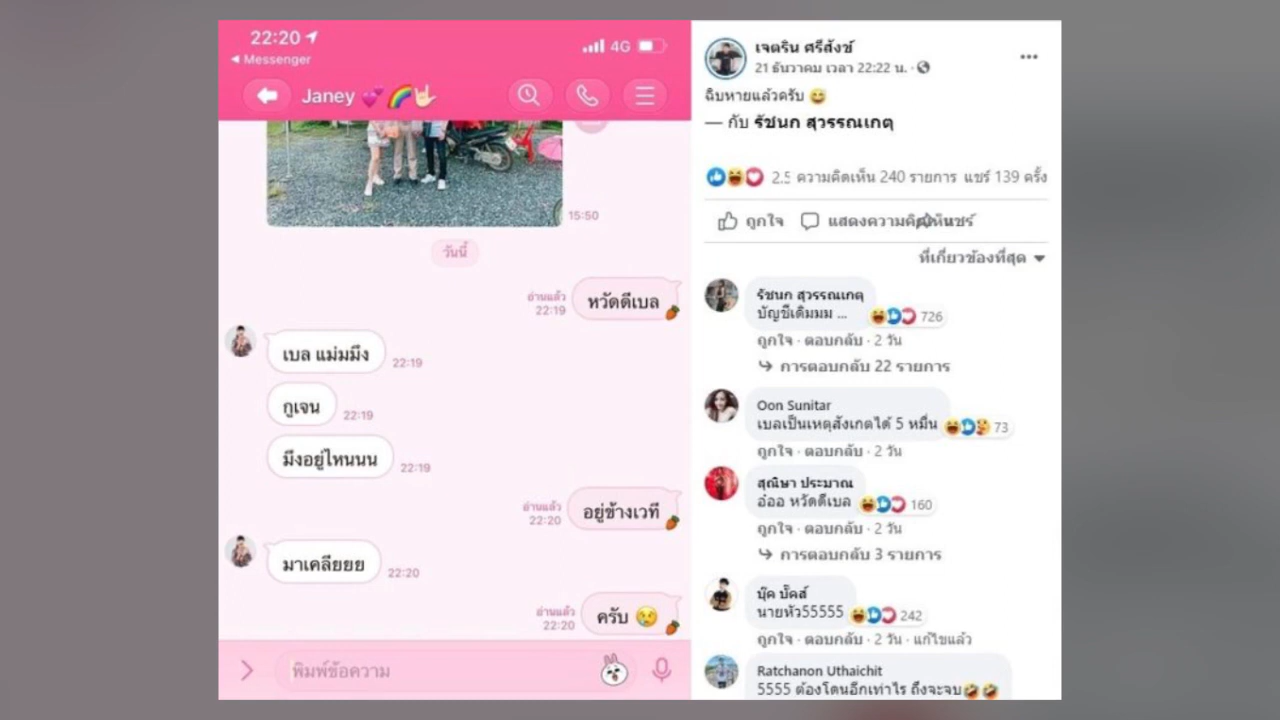 22:20
4G
Messenger
Janey
15:50
วันนี้
อ่านแล้ว
22:19
หวัดดีเบล
เบล แม่มมึง
22:19
กูเจน
22:19
มึงอยู่ไหนนน
22:19
อ่านแล้ว
22:20
อยู่ข้างเวที
มาเคลียยยย
22:20
อ่านแล้ว
22:20
ครับ
พิมพ์ข้อความ
เจตริน ศรีสังข์
21 ธันวาคม เวลา 22:22 น. ·
ฉิบหายแล้วครับ
— กับ รัชนก สุวรรณเกตุ
ความคิดเห็น 240 รายการ แชร์ 139 ครั้ง
ถูกใจ
ที่เกี่ยวข้องที่สุด
รัชนก สุวรรณเกตุ
บัญชีเดิมมม ...
726
ถูกใจ · ตอบกลับ · 2 วัน
การตอบกลับ 22 รายการ
Oon Sunitar
เบลเป็นเหตุสังเกตได้ 5 หมื่น
73
ถูกใจ · ตอบกลับ · 2 วัน
สุณิษา ประมาณ
อ๋ออ หวัดดีเบล
160
ถูกใจ · ตอบกลับ · 2 วัน
การตอบกลับ 3 รายการ
บุ๊ค บั๊คส์
นายหัว55555
242
ถูกใจ · ตอบกลับ · 2 วัน · แก้ไขแล้ว
Ratchanon Uthaichit
5555 ต้องโดนอีกเท่าไร ถึงจะจบ